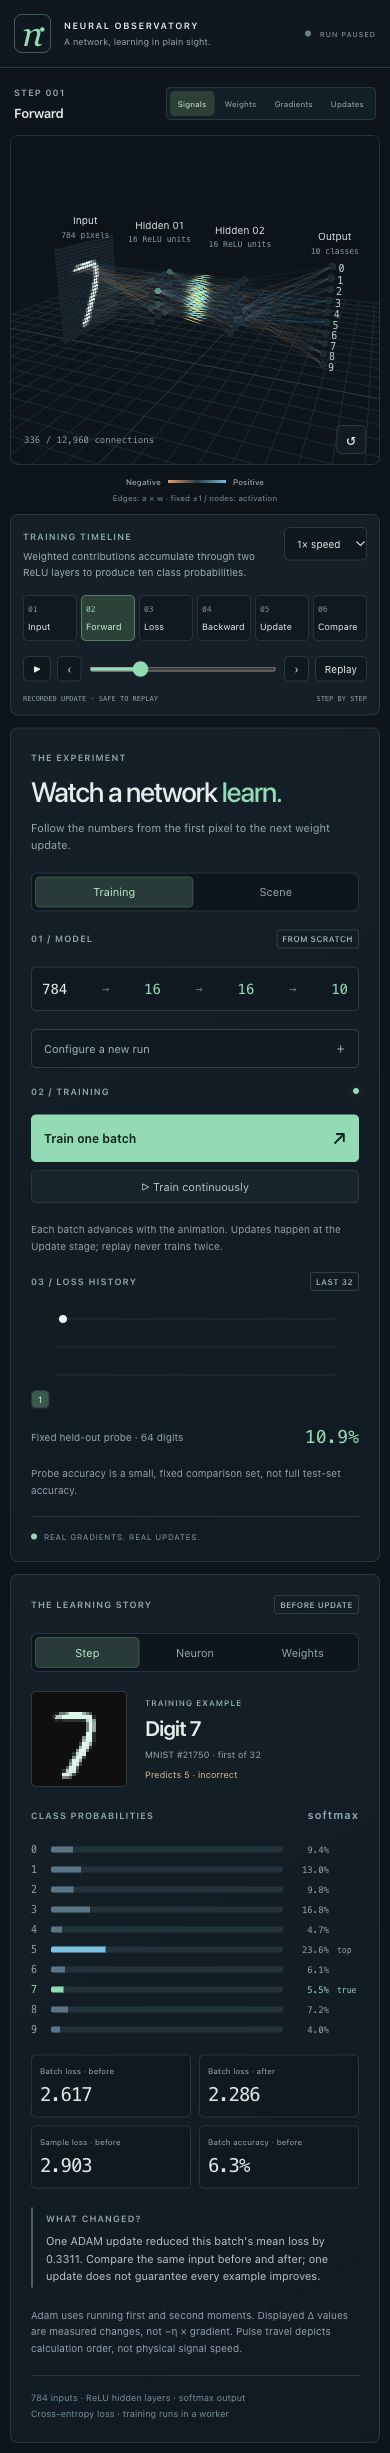 n
NEURAL OBSERVATORY
A network, learning in plain sight.
RUN PAUSED
STEP 001
Forward
Signals
Weights
Gradients
Updates
Input
784 pixels
Hidden 01
16 ReLU units
Hidden 02
16 ReLU units
Output
10 classes
0
1
2
3
4
5
6
7
8
9
336 / 12,960 connections
↺
Negative
Positive
Edges: a × w · fixed ±1 / nodes: activation
TRAINING TIMELINE
Weighted contributions accumulate through two
ReLU layers to produce ten class probabilities.
1× speed
01
Input
02
Forward
03
Loss
04
Backward
05
Update
06
Compare
▶
‹
›
Replay
RECORDED UPDATE · SAFE TO REPLAY
STEP BY STEP
THE EXPERIMENT
Watch a network learn.
Follow the numbers from the first pixel to the next weight
update.
Training
Scene
01 / MODEL
FROM SCRATCH
784 → 16 → 16 → 10
Configure a new run +
02 / TRAINING
Train one batch ↗
▷ Train continuously
Each batch advances with the animation. Updates happen at the
Update stage; replay never trains twice.
03 / LOSS HISTORY
LAST 32
1
Fixed held-out probe · 64 digits
10.9%
Probe accuracy is a small, fixed comparison set, not full test-set
accuracy.
REAL GRADIENTS. REAL UPDATES.
THE LEARNING STORY
BEFORE UPDATE
Step
Neuron
Weights
TRAINING EXAMPLE
Digit 7
MNIST #21750 · first of 32
Predicts 5 · incorrect
CLASS PROBABILITIES
softmax
0 9.4%
1 13.0%
2 9.8%
3 16.8%
4 4.7%
5 23.6% top
6 6.1%
7 5.5% true
8 7.2%
9 4.0%
Batch loss · before
2.617
Batch loss · after
2.286
Sample loss · before
2.903
Batch accuracy · before
6.3%
WHAT CHANGED?
One ADAM update reduced this batch's mean loss by
0.3311. Compare the same input before and after; one
update does not guarantee every example improves.
Adam uses running first and second moments. Displayed Δ values
are measured changes, not −η × gradient. Pulse travel depicts
calculation order, not physical signal speed.
784 inputs · ReLU hidden layers · softmax output
Cross-entropy loss · training runs in a worker